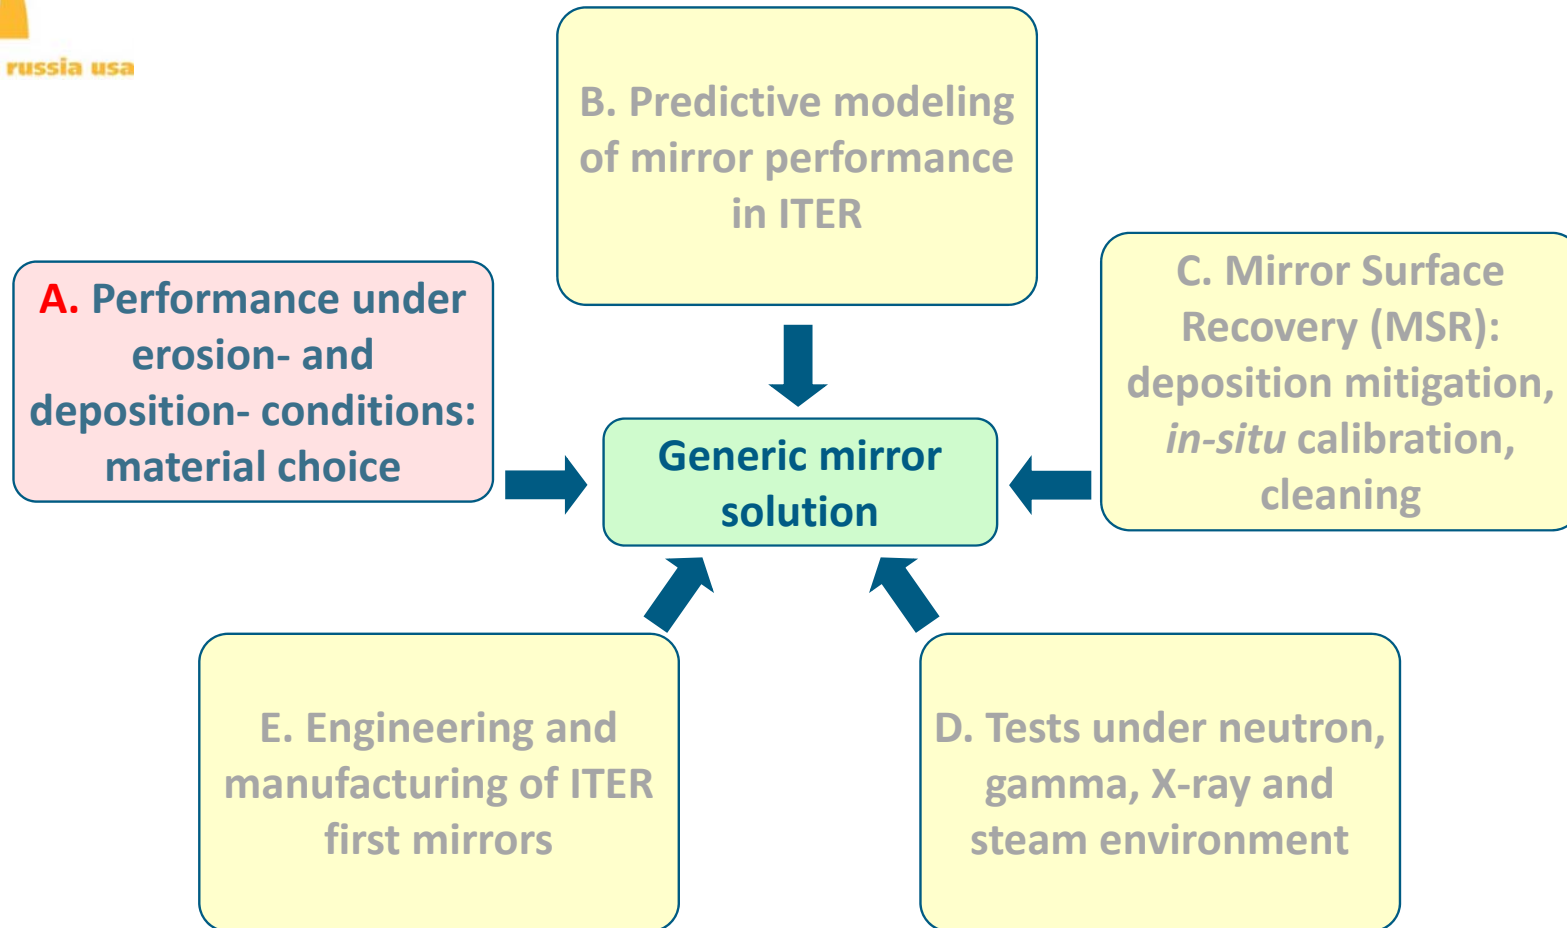 russia usa
B. Predictive modeling
of mirror performance
in ITER
A. Performance under
erosion- and
deposition- conditions:
material choice
C. Mirror Surface
Recovery (MSR):
deposition mitigation,
in-situ calibration,
cleaning
Generic mirror
solution
E. Engineering and
manufacturing of ITER
first mirrors
D. Tests under neutron,
gamma, X-ray and
steam environment